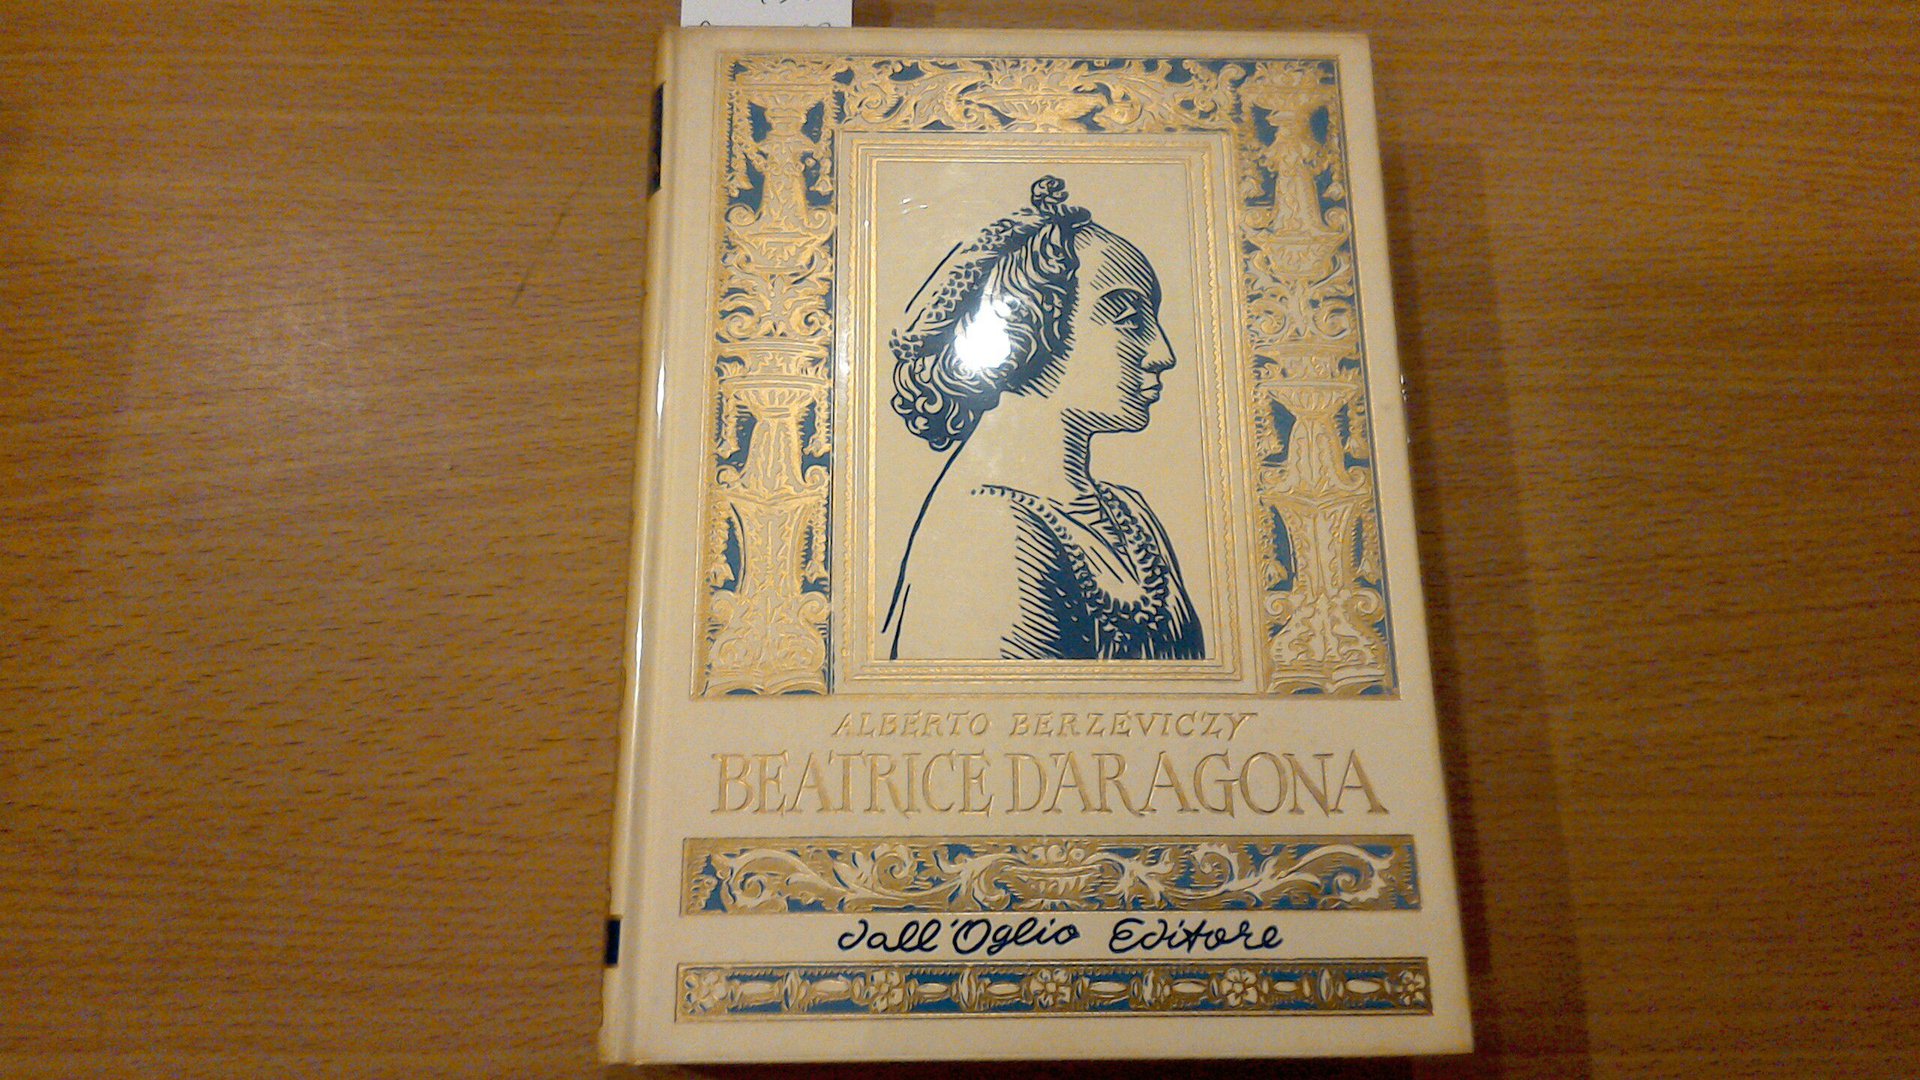 ALBERTO BERZEVICZY
BEATRICE D'ARAGONA
dall'Oglio Editore